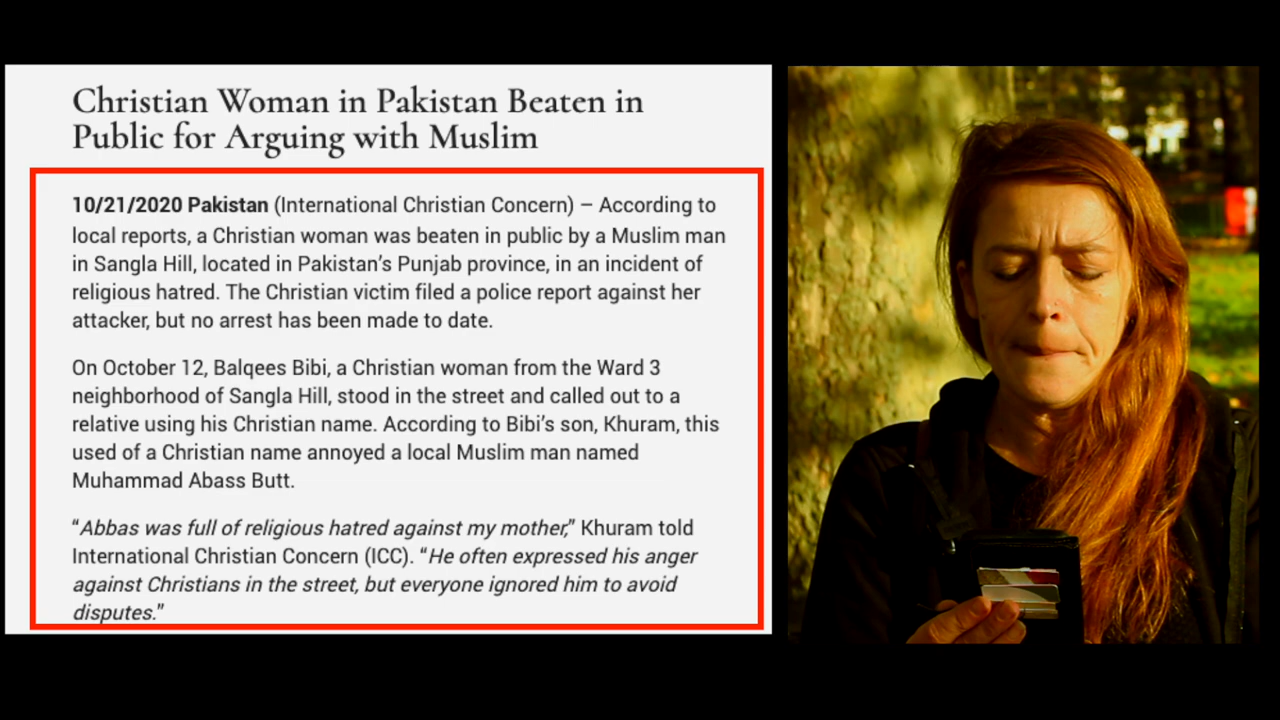 Christian Woman in Pakistan Beaten in
Public for Arguing with Muslim
10/21/2020 Pakistan (International Christian Concern) – According to
local reports, a Christian woman was beaten in public by a Muslim man
in Sangla Hill, located in Pakistan’s Punjab province, in an incident of
religious hatred. The Christian victim filed a police report against her
attacker, but no arrest has been made to date.
On October 12, Balqees Bibi, a Christian woman from the Ward 3
neighborhood of Sangla Hill, stood in the street and called out to a
relative using his Christian name. According to Bibi’s son, Khuram, this
used of a Christian name annoyed a local Muslim man named
Muhammad Abass Butt.
“Abbas was full of religious hatred against my mother,” Khuram told
International Christian Concern (ICC). “He often expressed his anger
against Christians in the street, but everyone ignored him to avoid
disputes.”